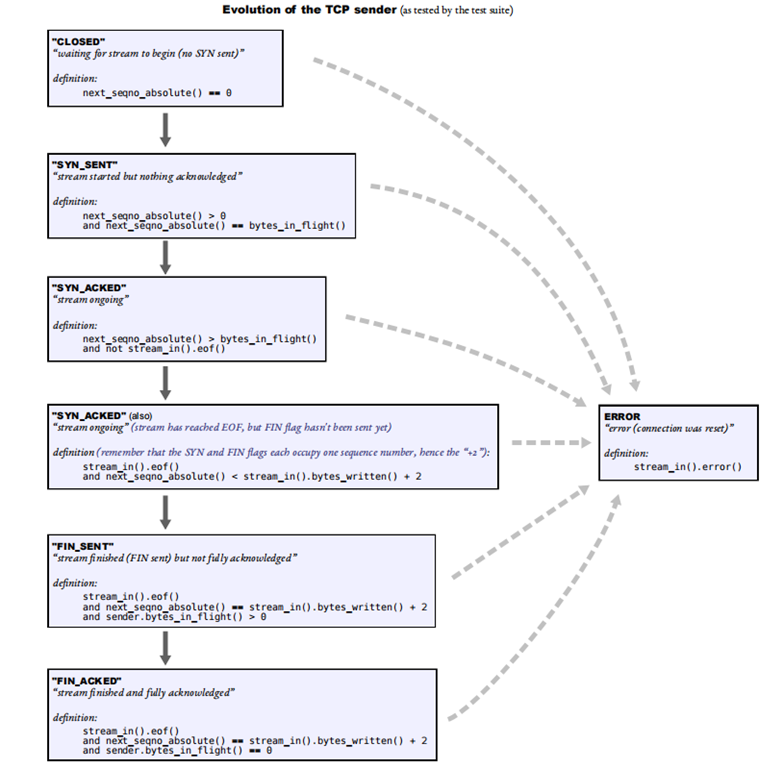 Evolution of the TCP sender (as tested by the test suite)
"CLOSED"
“waiting for stream to begin (no SYN sent)”
definition:
next_seqno_absolute() == 0
"SYN_SENT"
“stream started but nothing acknowledged”
definition:
next_seqno_absolute() > 0
and next_seqno_absolute() == bytes_in_flight()
"SYN_ACKED"
“stream ongoing”
definition:
next_seqno_absolute() > bytes_in_flight()
and not stream_in().eof()
"SYN_ACKED" (also)
“stream ongoing” (stream has reached EOF, but FIN flag hasn't been sent yet)
definition (remember that the SYN and FIN flags each occupy one sequence number, hence the “+2”):
stream_in().eof()
and next_seqno_absolute() < stream_in().bytes_written() + 2
ERROR
“error (connection was reset)”
definition:
stream_in().error()
"FIN_SENT"
“stream finished (FIN sent) but not fully acknowledged”
definition:
stream_in().eof()
and next_seqno_absolute() == stream_in().bytes_written() + 2
and sender.bytes_in_flight() > 0
"FIN_ACKED"
“stream finished and fully acknowledged”
definition:
stream_in().eof()
and next_seqno_absolute() == stream_in().bytes_written() + 2
and sender.bytes_in_flight() == 0